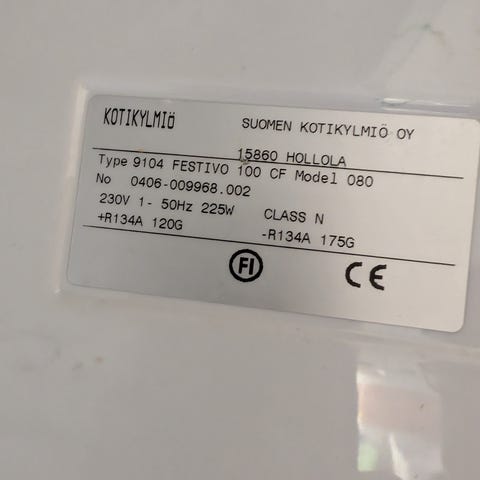 KOTIKYLMIÖ
SUOMEN KOTIKYLMIÖ OY
15860 HOLLOLA
Type 9104 FESTIVO 100 CF Model 080
No 0406-009968.002
230V 1- 50Hz 225W CLASS N
+R134A 120G -R134A 175G
FI CE